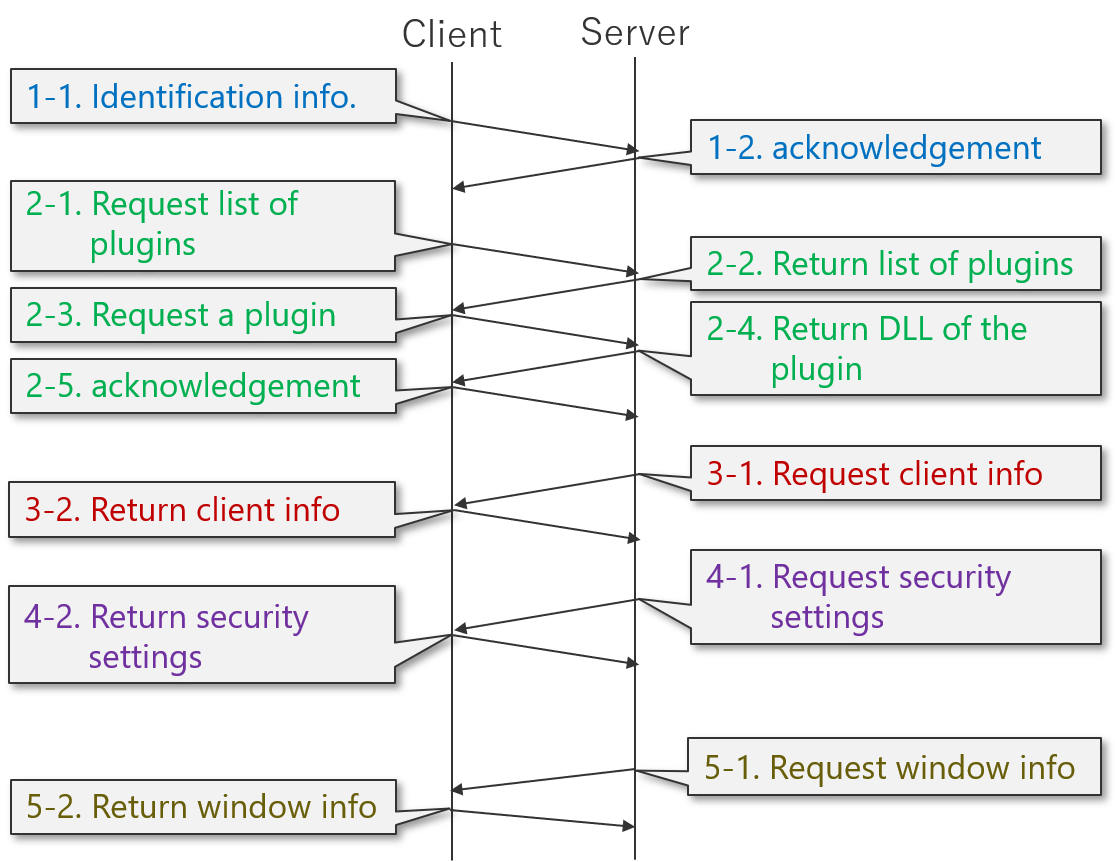 Client
Server
1-1. Identification info.
1-2. acknowledgement
2-1. Request list of
plugins
2-2. Return list of plugins
2-3. Request a plugin
2-4. Return DLL of the
plugin
2-5. acknowledgement
3-1. Request client info
3-2. Return client info
4-1. Request security
settings
4-2. Return security
settings
5-1. Request window info
5-2. Return window info